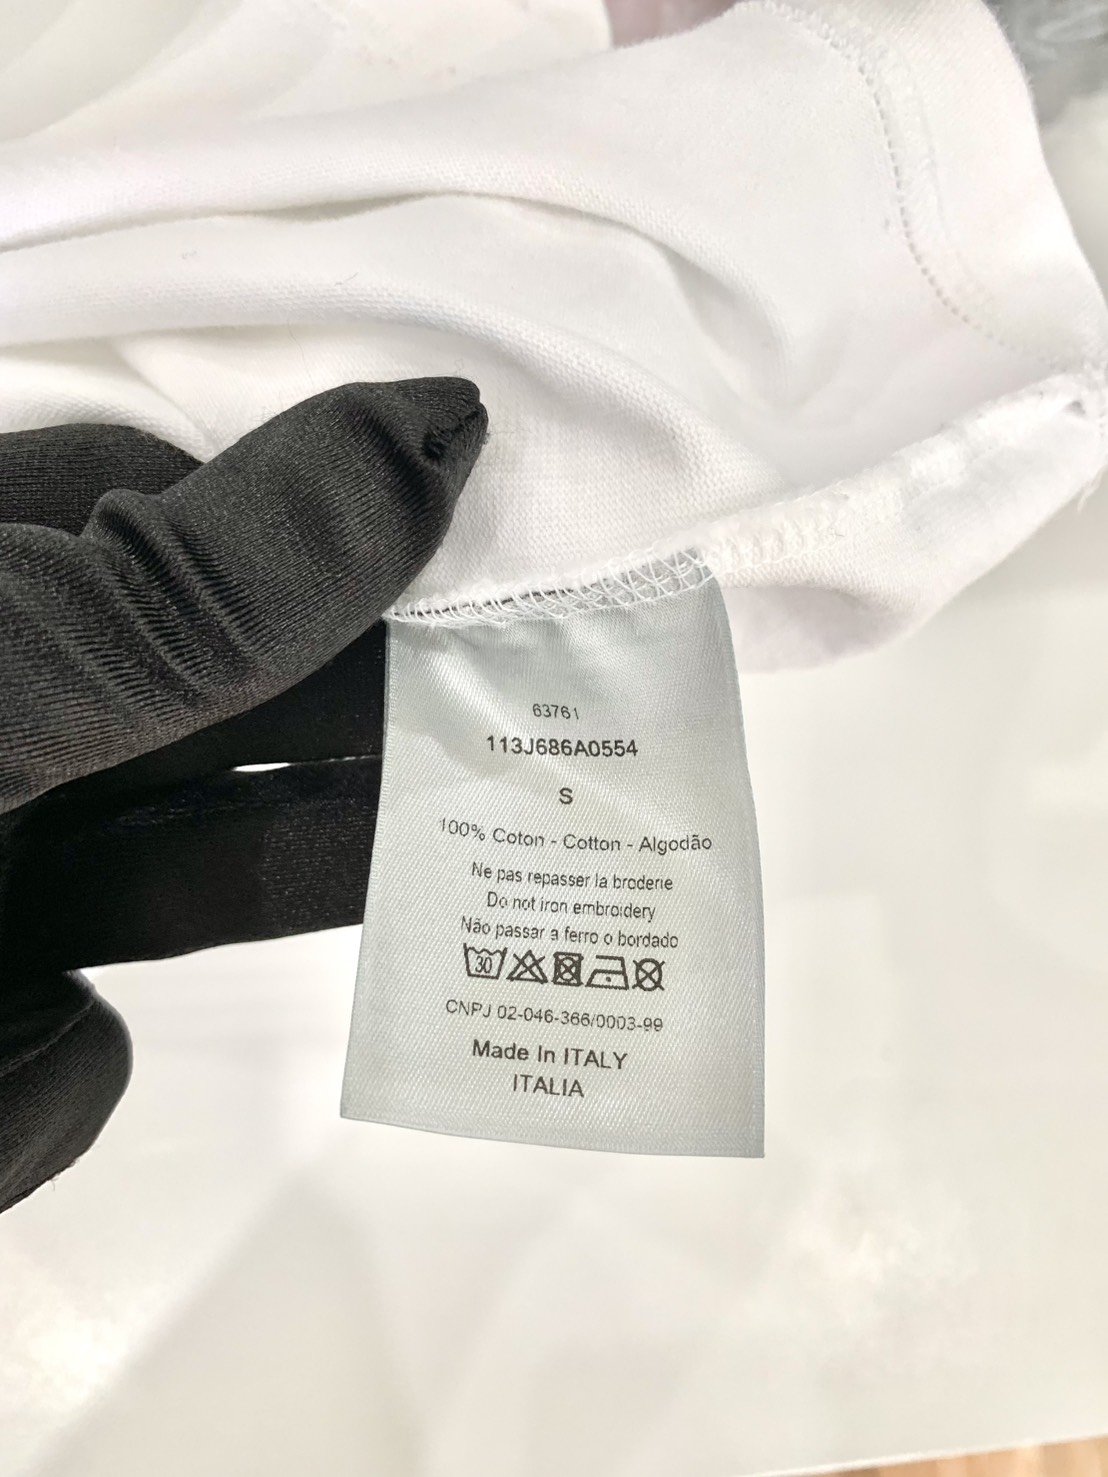 63761
113J686A0554
S
100% Coton - Cotton - Algodão
Ne pas repasser la broderie
Do not iron embroidery
Não passar a ferro o bordado
30
CNPJ 02-046-366/0003-99
Made In ITALY
ITALIA